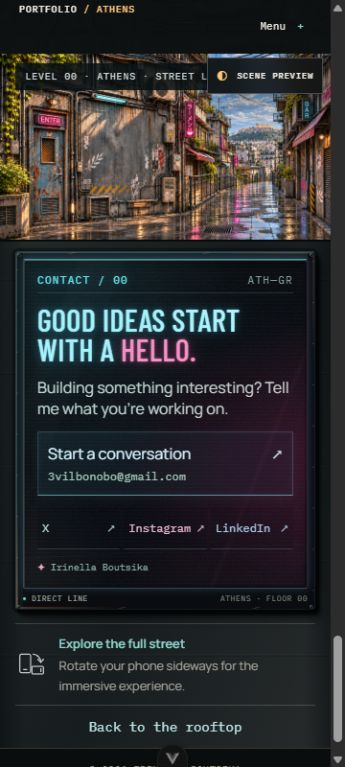 PORTFOLIO / ATHENS
Menu +
LEVEL 00 · ATHENS · STREET L
SCENE PREVIEW
ENTER
BAR
CONTACT / 00
ATH—GR
GOOD IDEAS START
WITH A HELLO.
Building something interesting? Tell
me what you're working on.
Start a conversation ↗
3vilbonobo@gmail.com
X ↗ Instagram ↗ LinkedIn ↗
✦ Irinella Boutsika
• DIRECT LINE
ATHENS · FLOOR 00
Explore the full street
Rotate your phone sideways for the
immersive experience.
Back to the rooftop